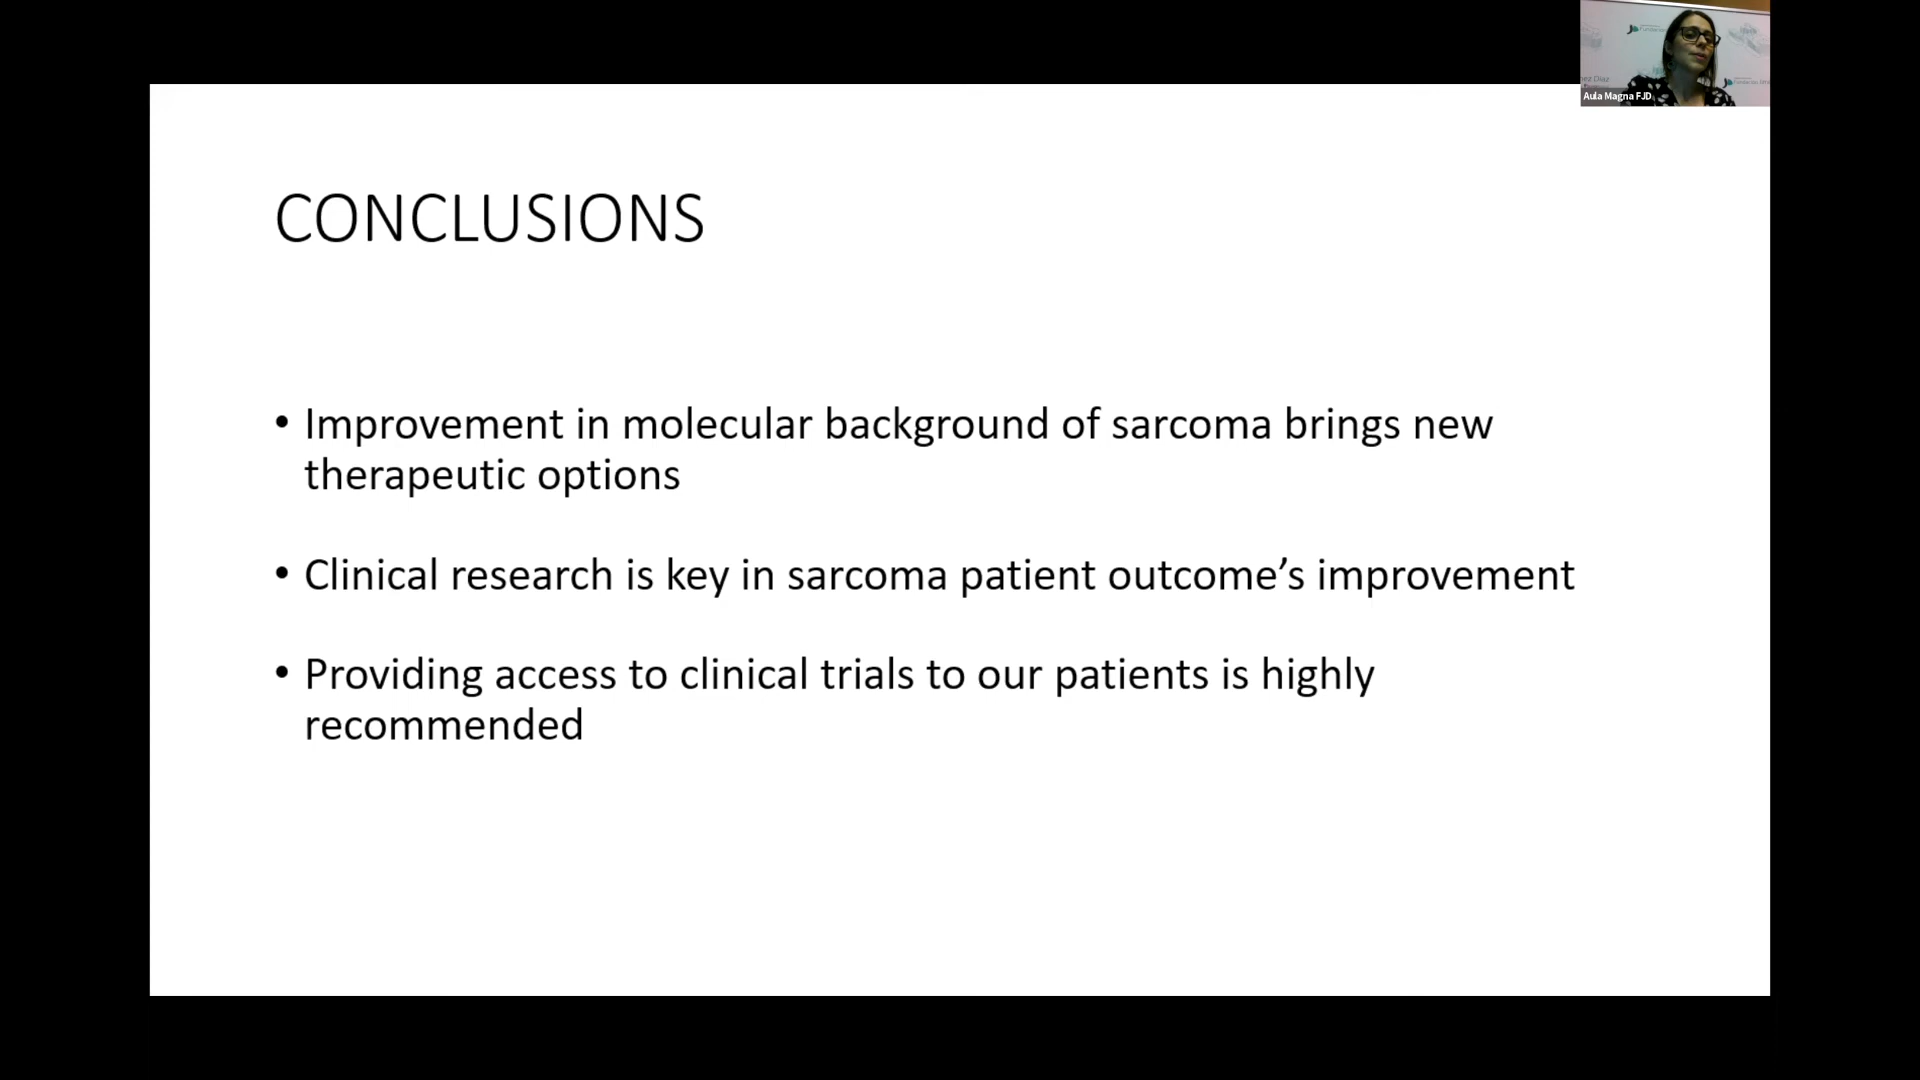 Aula Magna FJD
CONCLUSIONS
• Improvement in molecular background of sarcoma brings new
therapeutic options
• Clinical research is key in sarcoma patient outcome’s improvement
• Providing access to clinical trials to our patients is highly
recommended